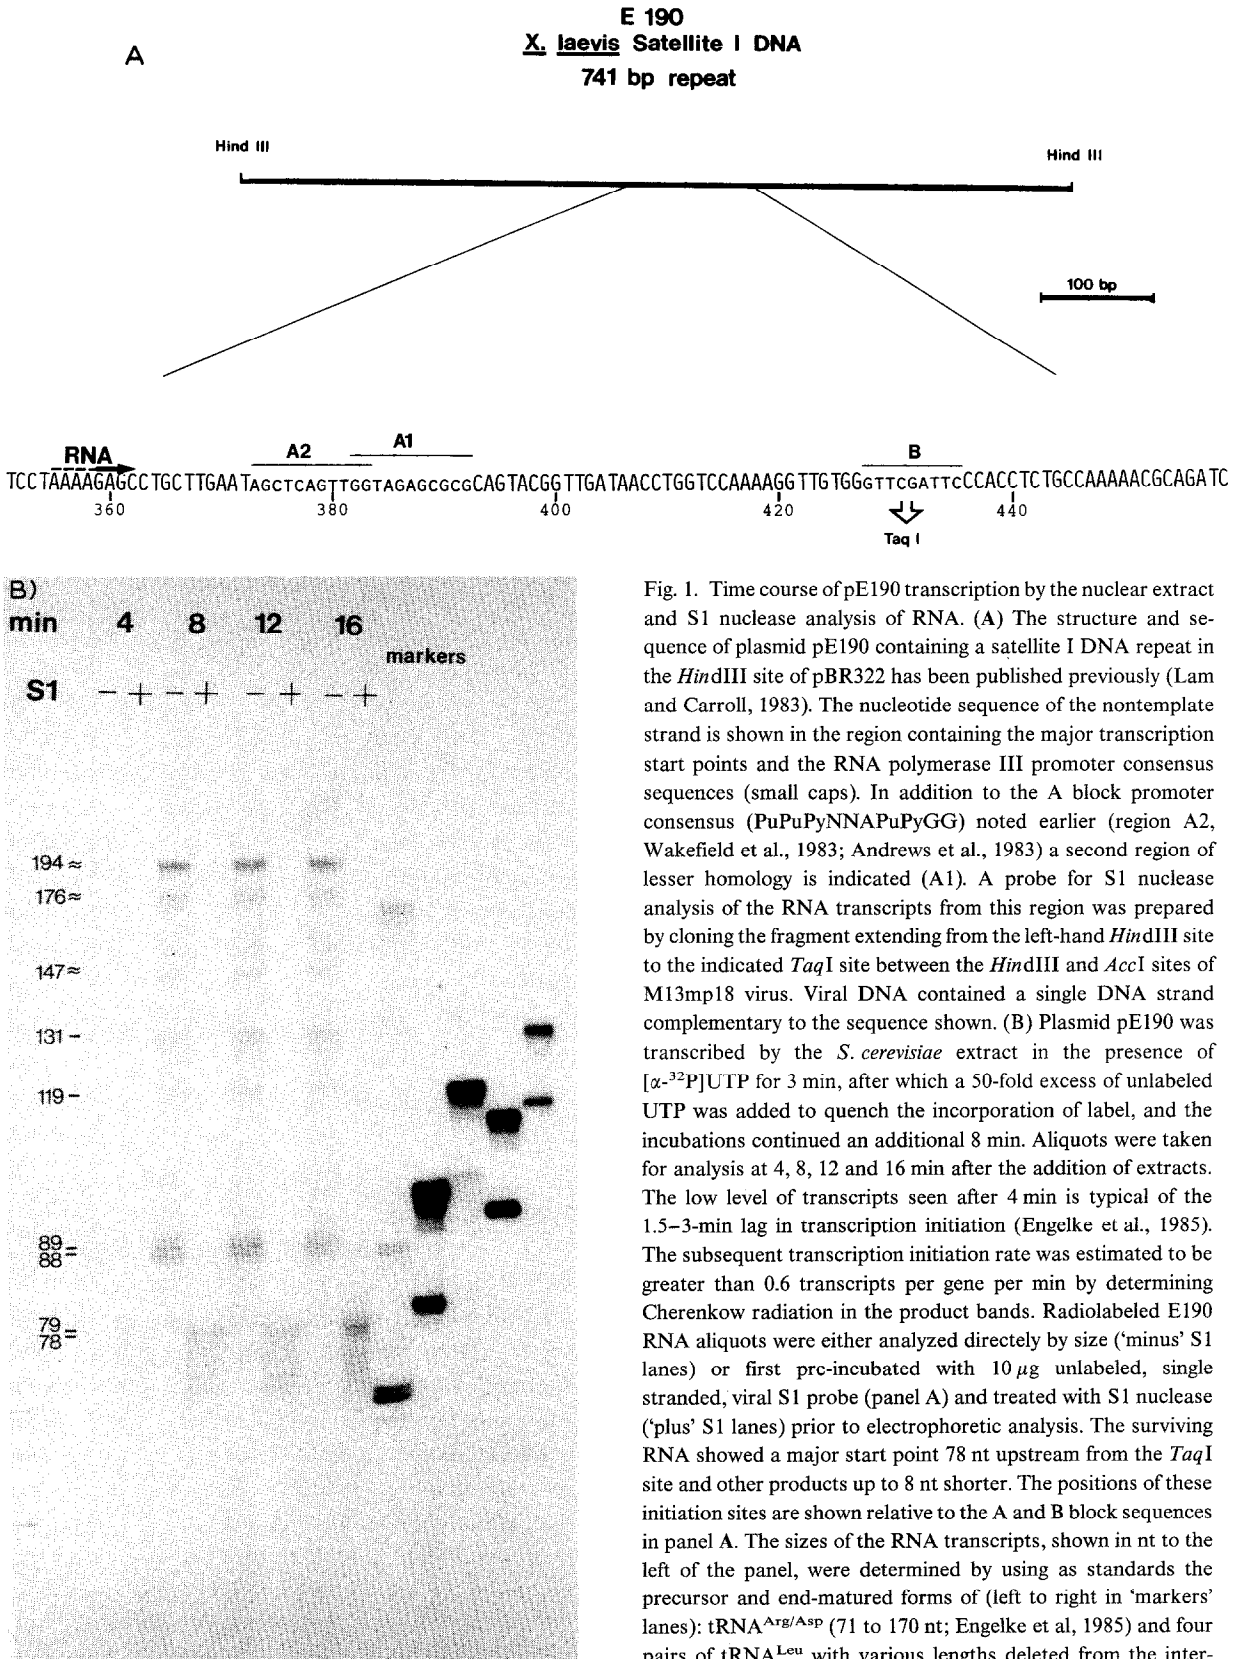 E 190
X. laevis Satellite I DNA
741 bp repeat
A
Hind III
Hind III
100 bp
RNA
A2
A1
B
TCCTAAAAGAGCCTGCTTGAATAGCTCAGTTGGTAGAGCGCGCAGTACGGTTGATAACCTGGTCCAAAAGGTTGTGGGTTCGATTCCCACCTCTGCCAAAAACGCAGATC
360
380
400
420
440
Taq I
B)
min 4 8 12 16
markers
S1 - + - + - + - +
194≈
176≈
147≈
131-
119-
89=
88
79=
78
Fig. 1. Time course of pE190 transcription by the nuclear extract
and S1 nuclease analysis of RNA. (A) The structure and se-
quence of plasmid pE190 containing a satellite I DNA repeat in
the HindIII site of pBR322 has been published previously (Lam
and Carroll, 1983). The nucleotide sequence of the nontemplate
strand is shown in the region containing the major transcription
start points and the RNA polymerase III promoter consensus
sequences (small caps). In addition to the A block promoter
consensus (PuPuPyNNAPuPyGG) noted earlier (region A2,
Wakefield et al., 1983; Andrews et al., 1983) a second region of
lesser homology is indicated (A1). A probe for S1 nuclease
analysis of the RNA transcripts from this region was prepared
by cloning the fragment extending from the left-hand HindIII site
to the indicated TaqI site between the HindIII and AccI sites of
M13mp18 virus. Viral DNA contained a single DNA strand
complementary to the sequence shown. (B) Plasmid pE190 was
transcribed by the S. cerevisiae extract in the presence of
[α-³²P]UTP for 3 min, after which a 50-fold excess of unlabeled
UTP was added to quench the incorporation of label, and the
incubations continued an additional 8 min. Aliquots were taken
for analysis at 4, 8, 12 and 16 min after the addition of extracts.
The low level of transcripts seen after 4 min is typical of the
1.5–3-min lag in transcription initiation (Engelke et al., 1985).
The subsequent transcription initiation rate was estimated to be
greater than 0.6 transcripts per gene per min by determining
Cherenkow radiation in the product bands. Radiolabeled E190
RNA aliquots were either analyzed directely by size ('minus' S1
lanes) or first pre-incubated with 10 μg unlabeled, single
stranded, viral S1 probe (panel A) and treated with S1 nuclease
('plus' S1 lanes) prior to electrophoretic analysis. The surviving
RNA showed a major start point 78 nt upstream from the TaqI
site and other products up to 8 nt shorter. The positions of these
initiation sites are shown relative to the A and B block sequences
in panel A. The sizes of the RNA transcripts, shown in nt to the
left of the panel, were determined by using as standards the
precursor and end-matured forms of (left to right in 'markers'
lanes): tRNAᴬʳᵍ/ᴬˢᵖ (71 to 170 nt; Engelke et al, 1985) and four
pairs of tRNAᴸᵉᵘ with various lengths deleted from the inter-